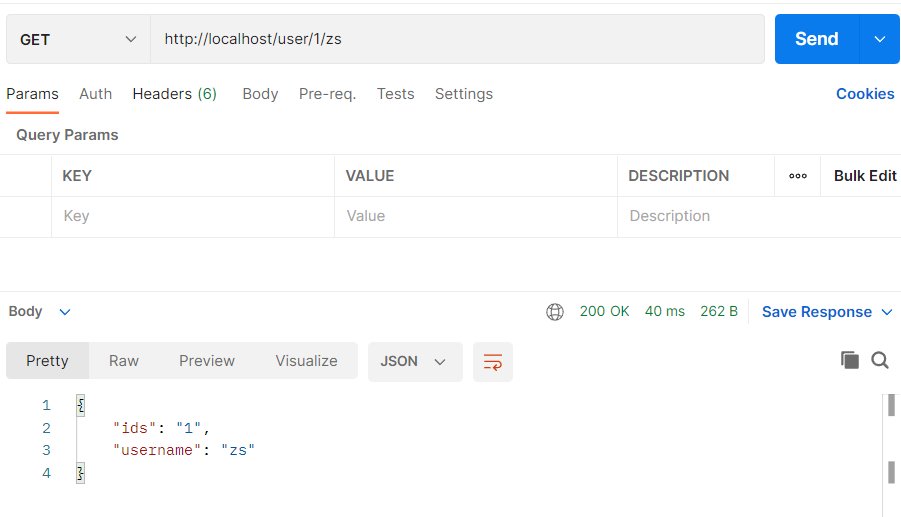 GET http://localhost/user/1/zs Send
Params Auth Headers (6) Body Pre-req. Tests Settings Cookies
Query Params
KEY VALUE DESCRIPTION ooo Bulk Edit
Key Value Description
Body 200 OK 40 ms 262 B Save Response
Pretty Raw Preview Visualize JSON
1 {
2 "ids": "1",
3 "username": "zs"
4 }